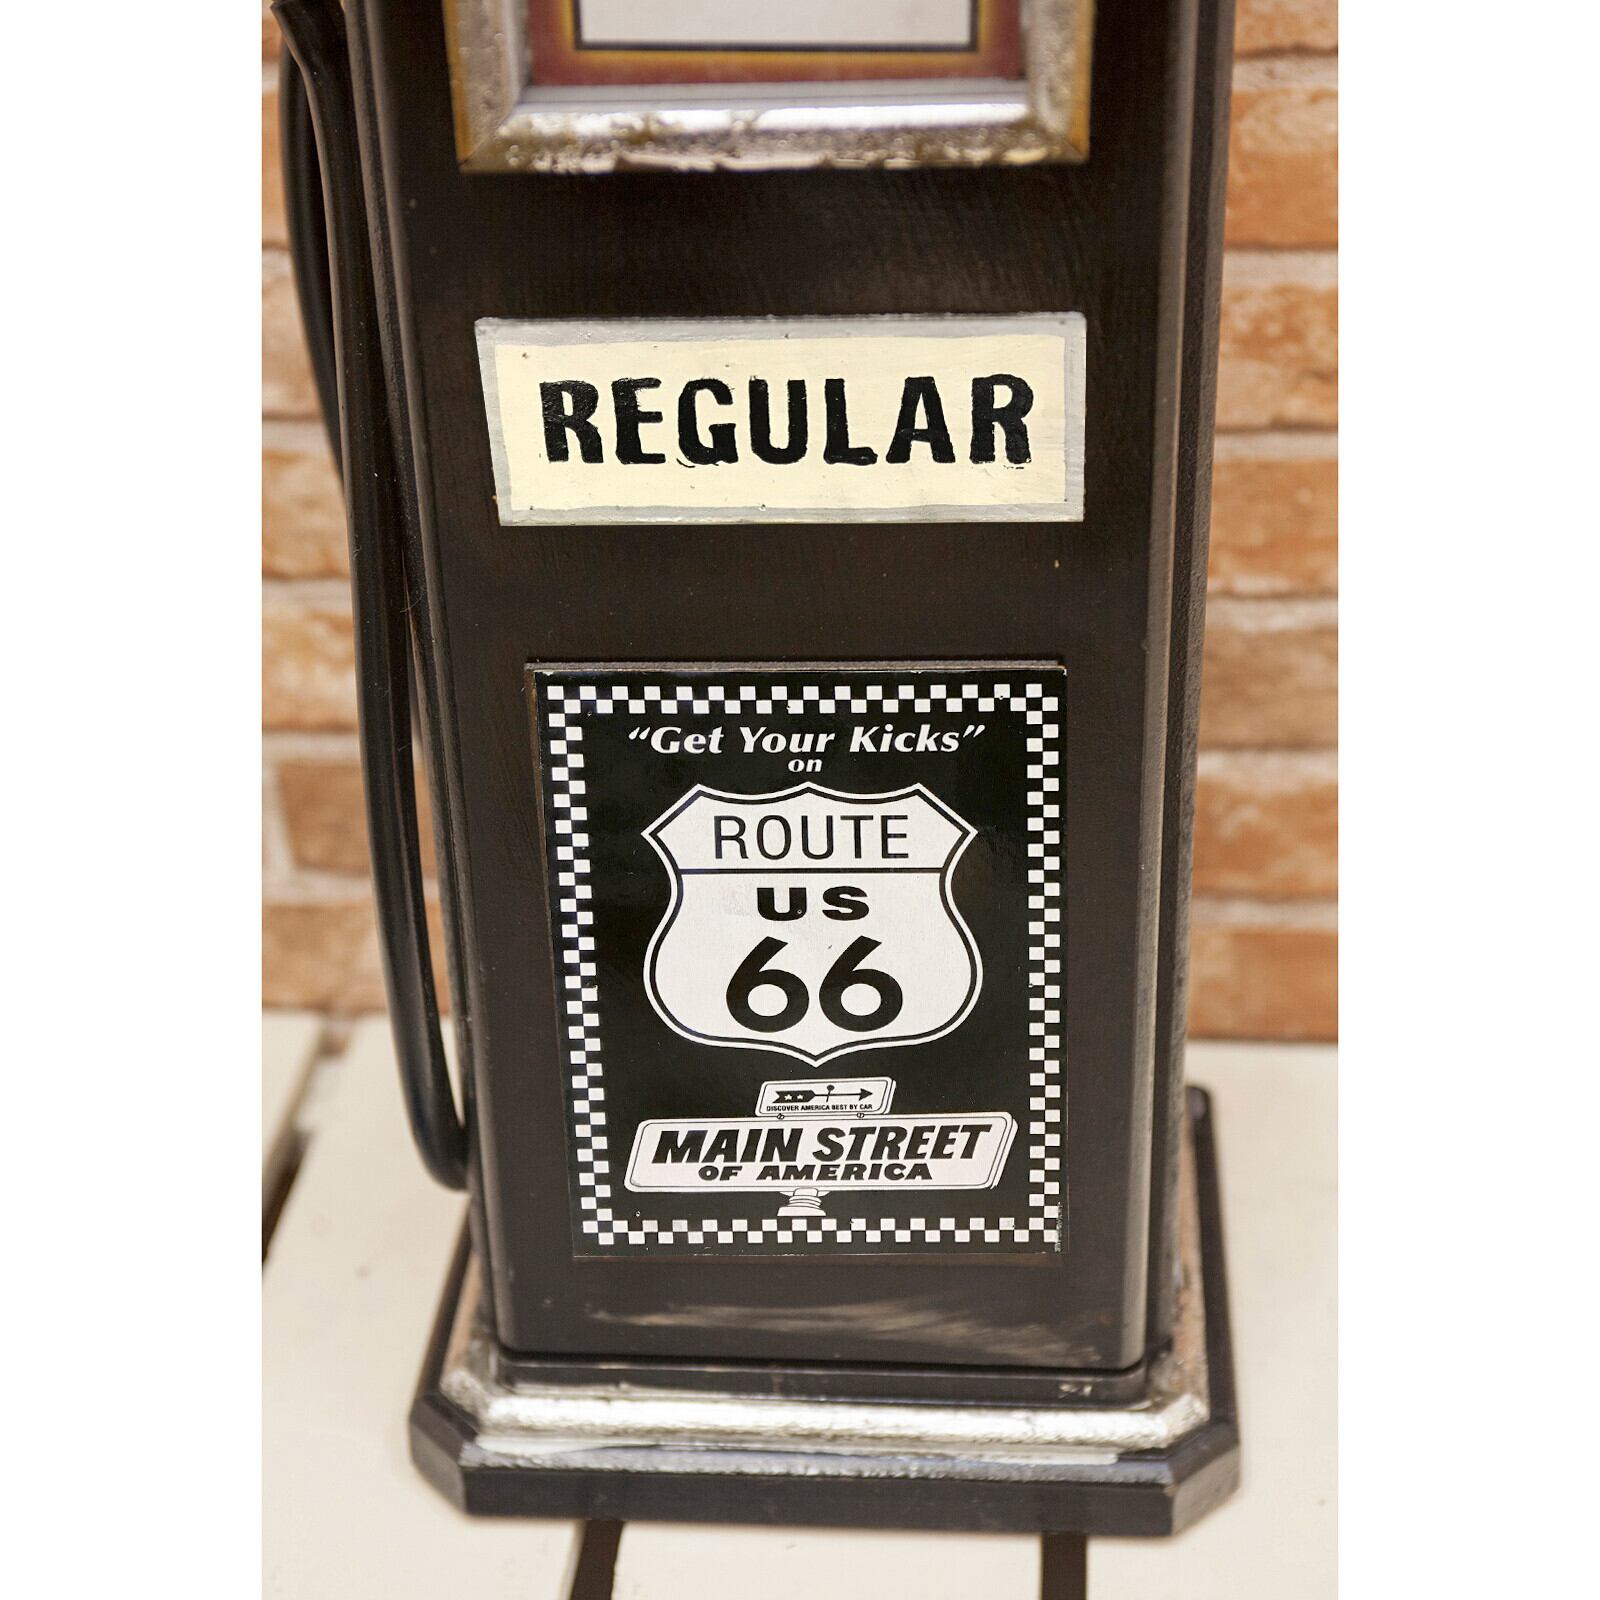 REGULAR
“Get Your Kicks”
on
ROUTE
US
66
DISCOVER AMERICA BEST BY CAR
MAIN STREET
OF AMERICA